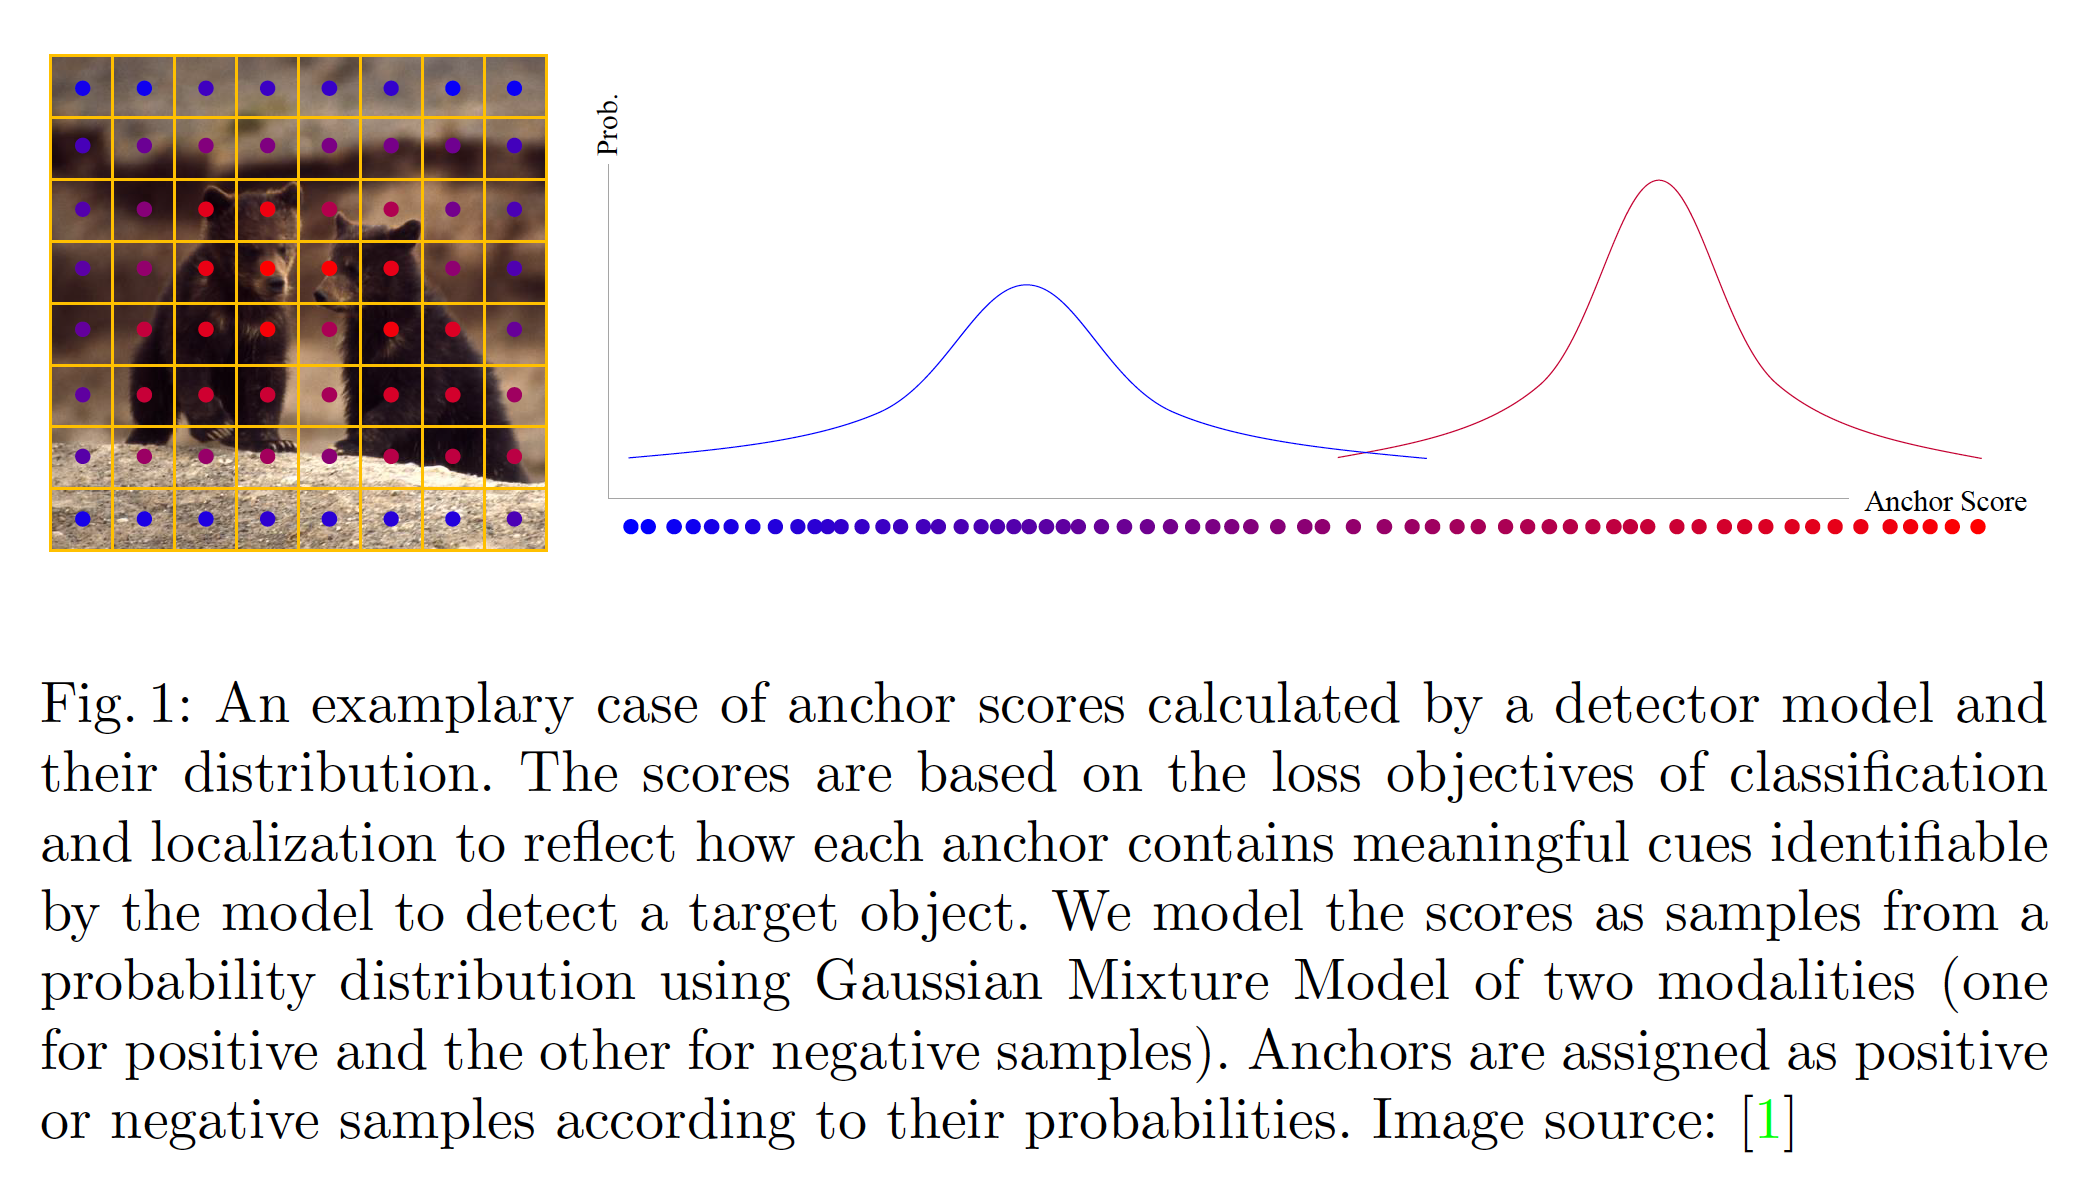 Prob.
Anchor Score
Fig. 1: An examplary case of anchor scores calculated by a detector model and
their distribution. The scores are based on the loss objectives of classification
and localization to reflect how each anchor contains meaningful cues identifiable
by the model to detect a target object. We model the scores as samples from a
probability distribution using Gaussian Mixture Model of two modalities (one
for positive and the other for negative samples). Anchors are assigned as positive
or negative samples according to their probabilities. Image source: [1]